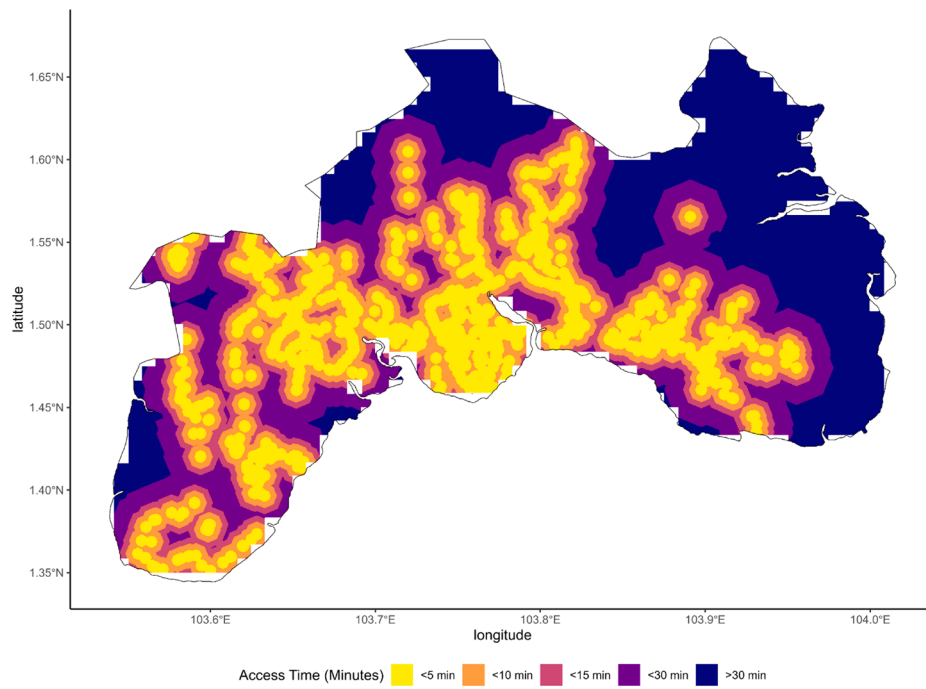 latitude
1.65°N
1.60°N
1.55°N
1.50°N
1.45°N
1.40°N
1.35°N
103.6°E 103.7°E 103.8°E 103.9°E 104.0°E
longitude
Access Time (Minutes) <5 min <10 min <15 min <30 min >30 min